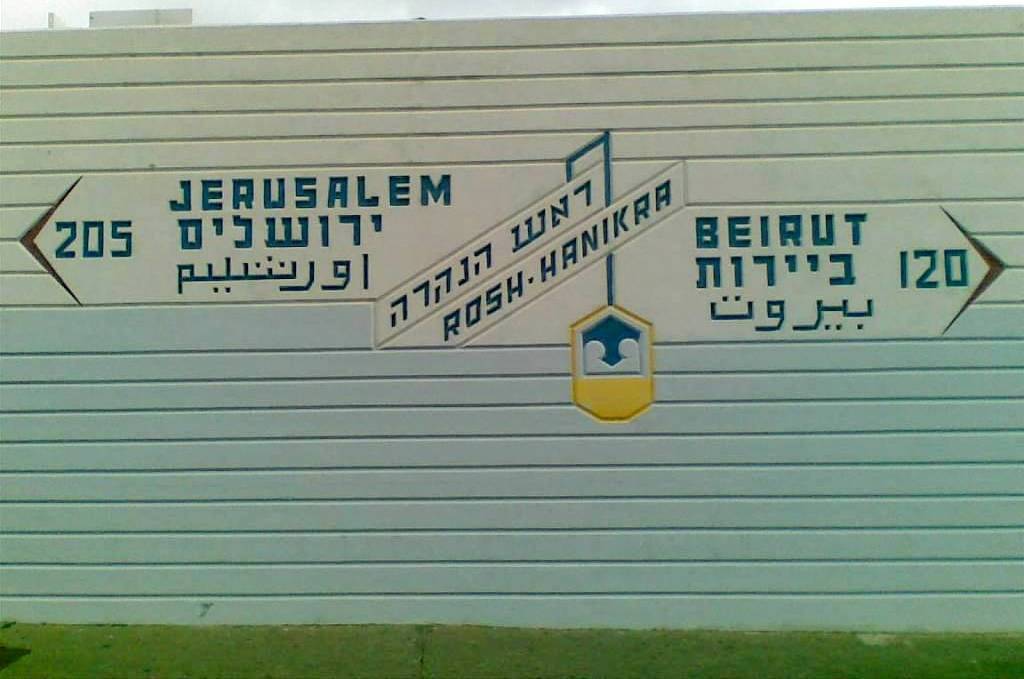 JERUSALEM
205 ירושלים
اورشليم
ראש הנקרה
ROSH·HANIKRA
BEIRUT
ביירות 120
بيروت